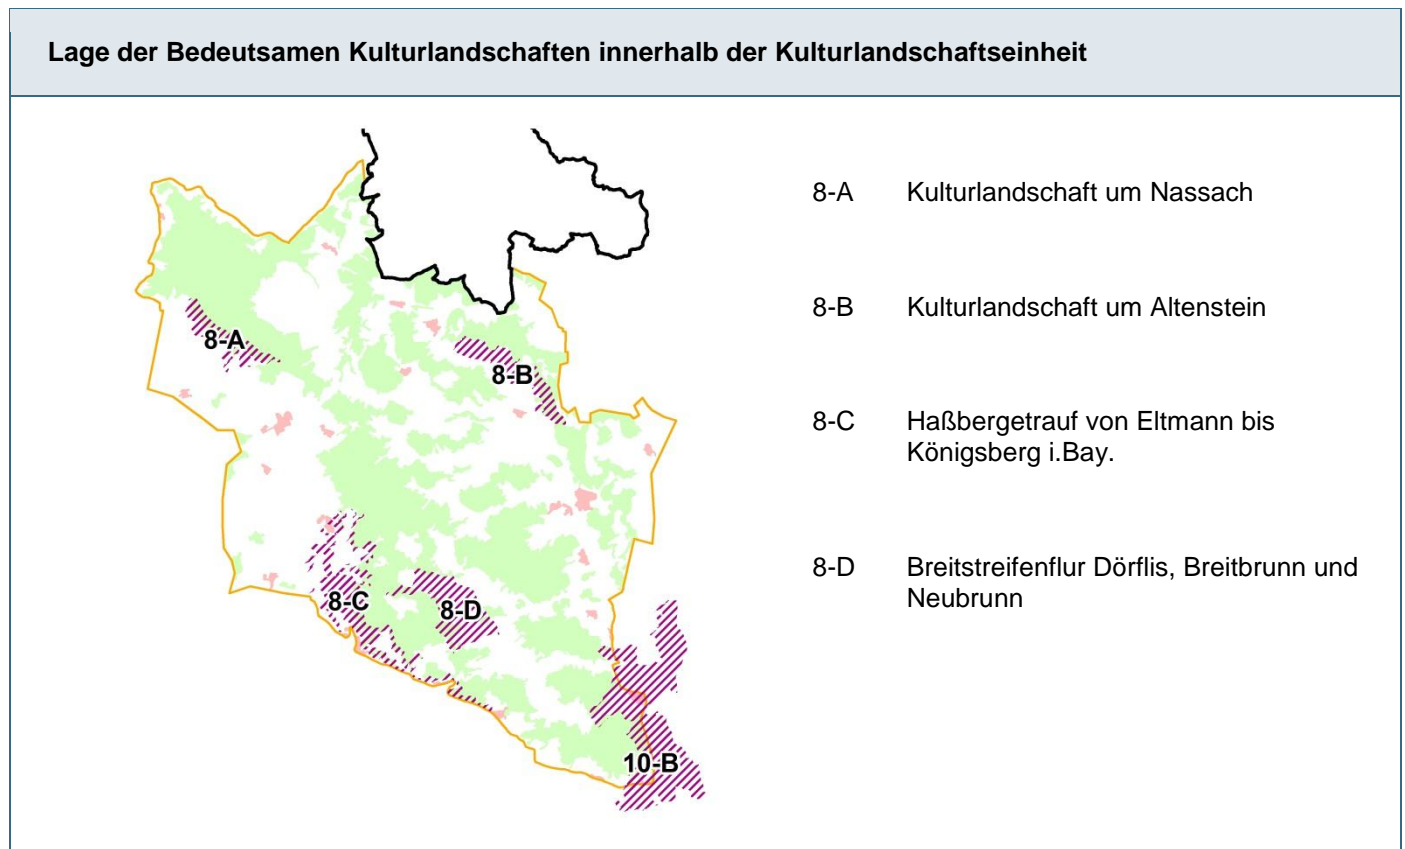 Lage der Bedeutsamen Kulturlandschaften innerhalb der Kulturlandschaftseinheit
8-A
8-B
8-C
8-D
10-B
8-A Kulturlandschaft um Nassach
8-B Kulturlandschaft um Altenstein
8-C Haßbergetrauf von Eltmann bis
Königsberg i.Bay.
8-D Breitstreifenflur Dörflis, Breitbrunn und
Neubrunn